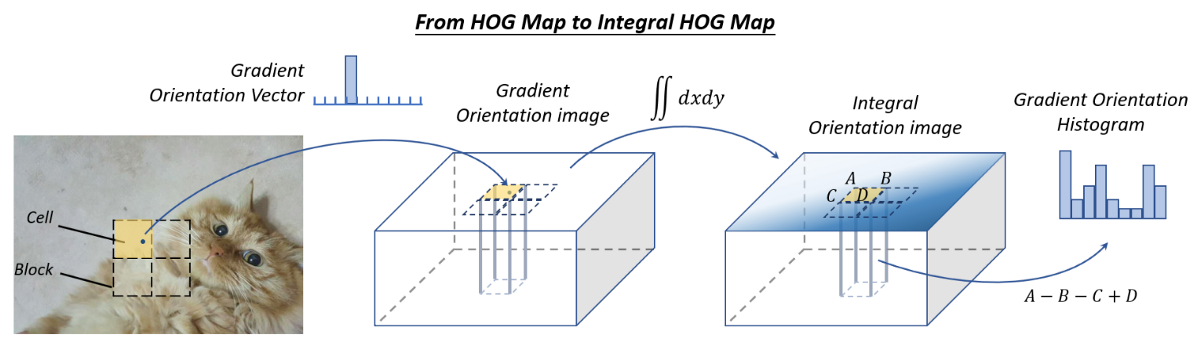 From HOG Map to Integral HOG Map
Gradient
Orientation Vector
Gradient
Orientation image
∬ dxdy
Integral
Orientation image
Gradient Orientation
Histogram
A B
C D
Cell
Block
A − B − C + D